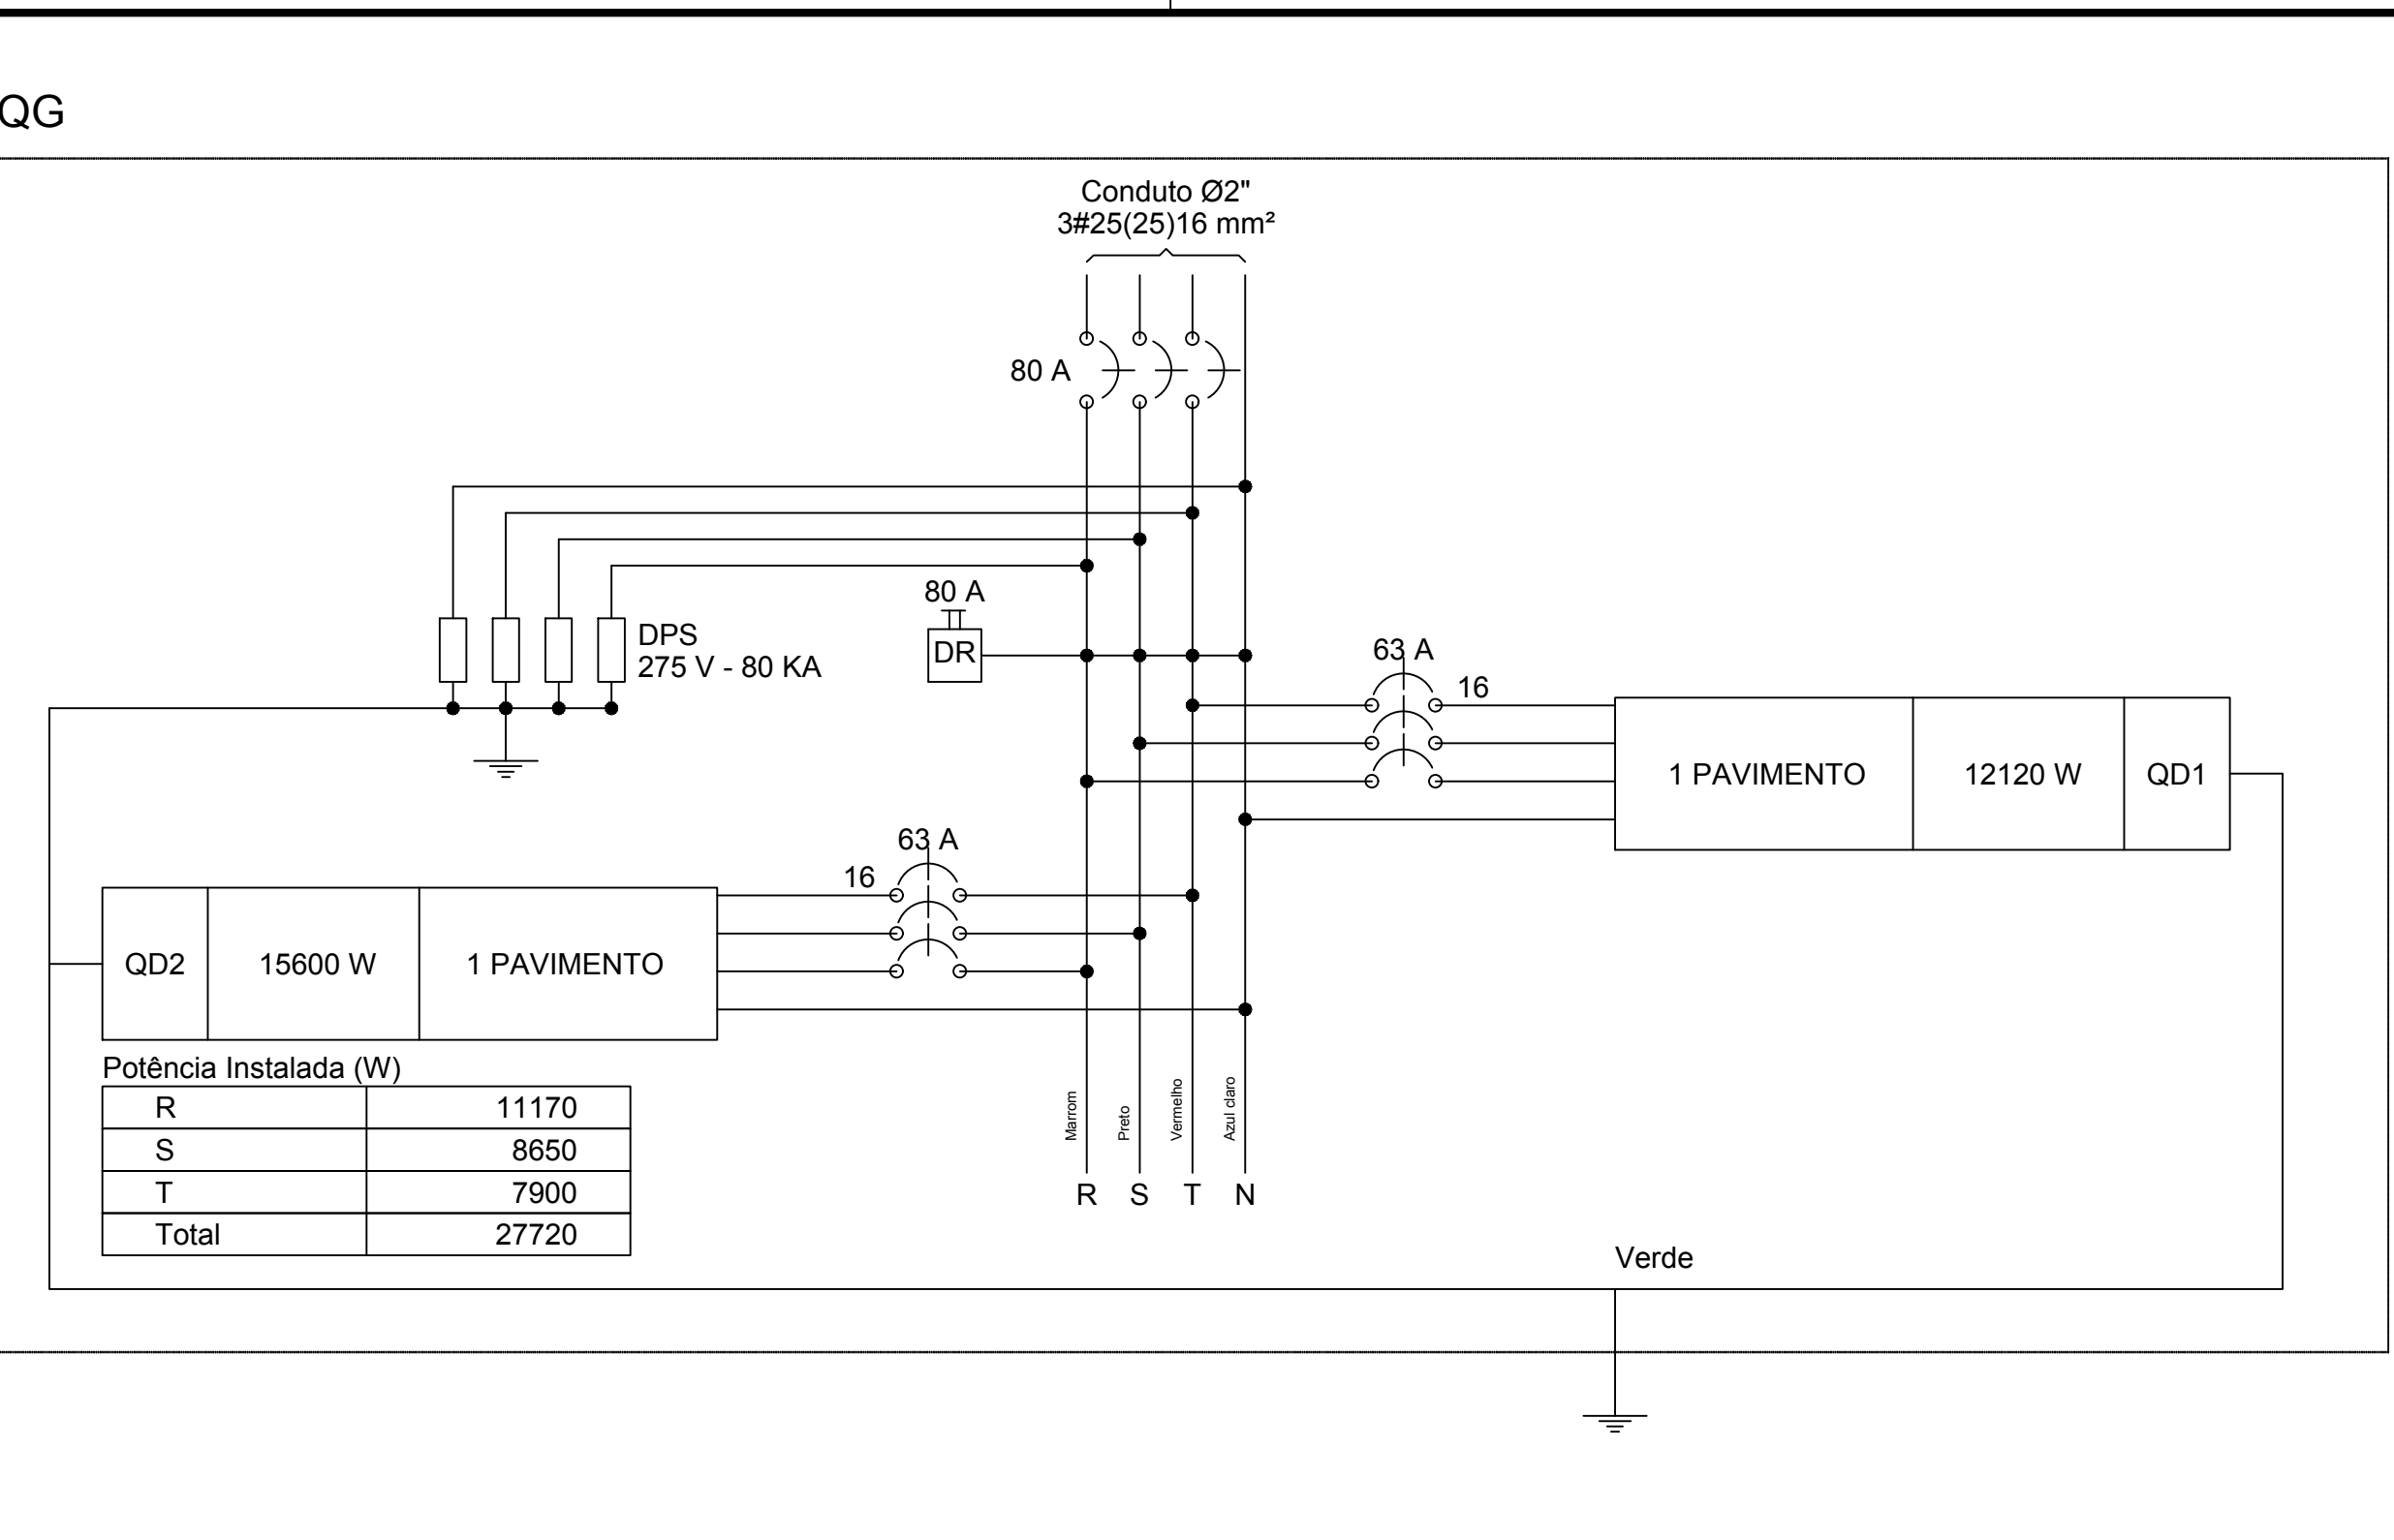 QG
Conduto Ø2"
3#25(25)16 mm²
80 A
80 A
DR
DPS
275 V - 80 KA
63 A
16
1 PAVIMENTO 12120 W QD1
63 A
16
QD2 15600 W 1 PAVIMENTO
Potência Instalada (W)
R 11170
S 8650
T 7900
Total 27720
Marrom
Preto
Vermelho
Azul claro
R S T N
Verde